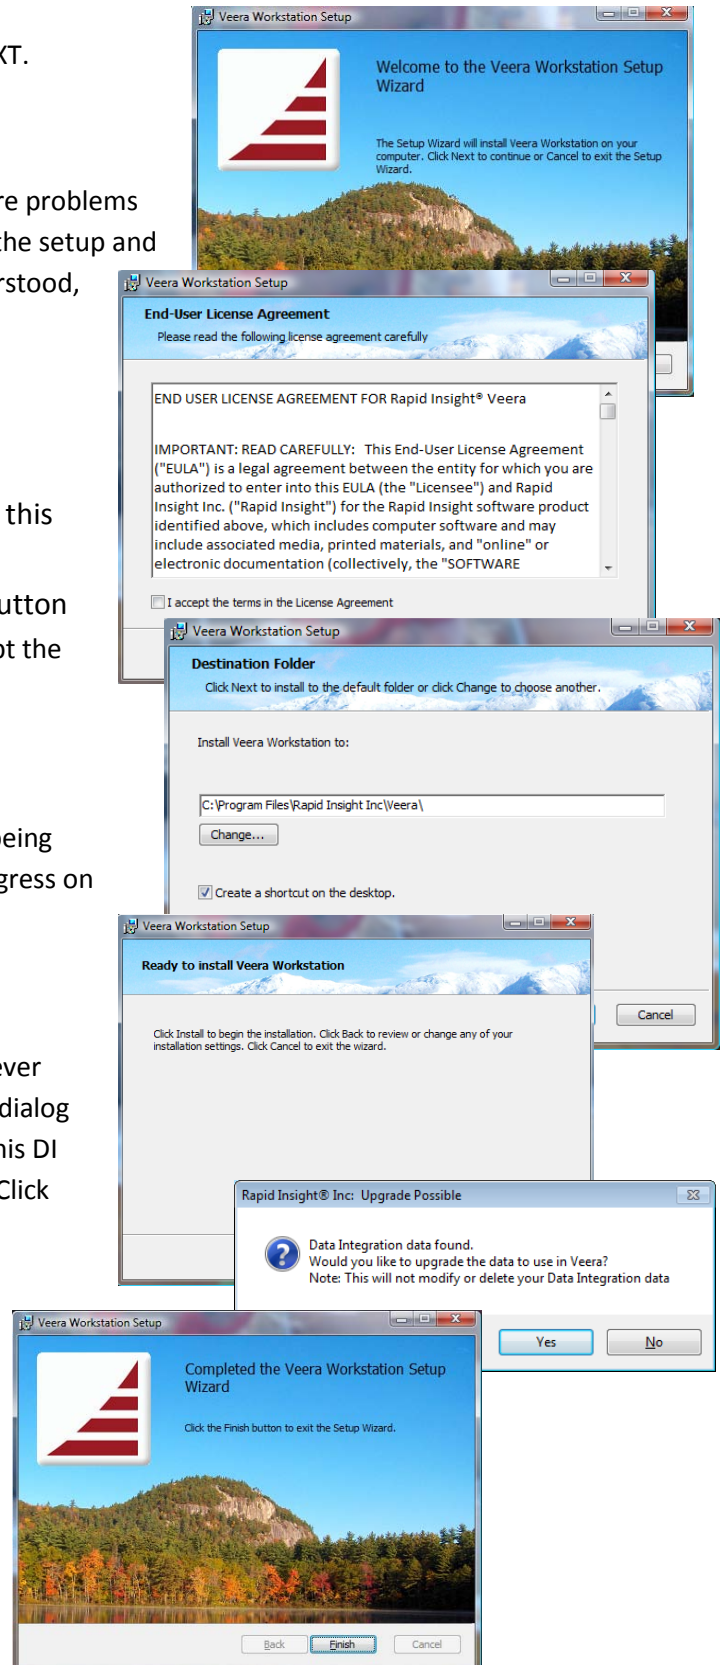 Veera Workstation Setup
XT.
Welcome to the Veera Workstation Setup
Wizard
The Setup Wizard will install Veera Workstation on your
computer. Click Next to continue or Cancel to exit the Setup
Wizard.
re problems
the setup and
rstood,
Veera Workstation Setup
End-User License Agreement
Please read the following license agreement carefully
END USER LICENSE AGREEMENT FOR Rapid Insight® Veera
IMPORTANT: READ CAREFULLY: This End-User License Agreement
("EULA") is a legal agreement between the entity for which you are
authorized to enter into this EULA (the "Licensee") and Rapid
Insight Inc. ("Rapid Insight") for the Rapid Insight software product
identified above, which includes computer software and may
include associated media, printed materials, and "online" or
electronic documentation (collectively, the "SOFTWARE
I accept the terms in the License Agreement
this
utton
pt the
Veera Workstation Setup
Destination Folder
Click Next to install to the default folder or click Change to choose another.
Install Veera Workstation to:
C:\Program Files\Rapid Insight Inc\Veera\
Change...
Create a shortcut on the desktop.
Cancel
being
gress on
Veera Workstation Setup
Ready to install Veera Workstation
Click Install to begin the installation. Click Back to review or change any of your
installation settings. Click Cancel to exit the wizard.
ever
dialog
his DI
Click
Rapid Insight® Inc: Upgrade Possible
Data Integration data found.
Would you like to upgrade the data to use in Veera?
Note: This will not modify or delete your Data Integration data
Yes
No
Veera Workstation Setup
Completed the Veera Workstation Setup
Wizard
Click the Finish button to exit the Setup Wizard.
Back
Finish
Cancel